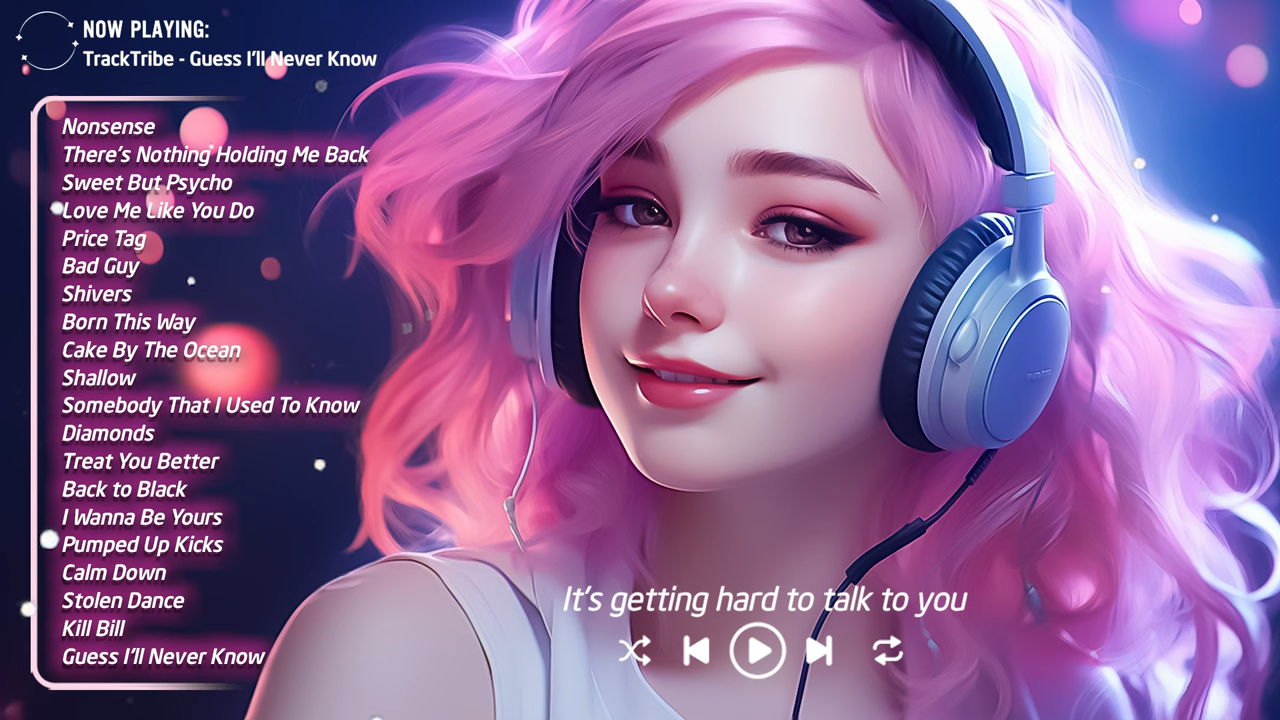 NOW PLAYING:
TrackTribe - Guess I'll Never Know
Nonsense
There's Nothing Holding Me Back
Sweet But Psycho
Love Me Like You Do
Price Tag
Bad Guy
Shivers
Born This Way
Cake By The Ocean
Shallow
Somebody That I Used To Know
Diamonds
Treat You Better
Back to Black
I Wanna Be Yours
Pumped Up Kicks
Calm Down
Stolen Dance
Kill Bill
Guess I'll Never Know
It's getting hard to talk to you